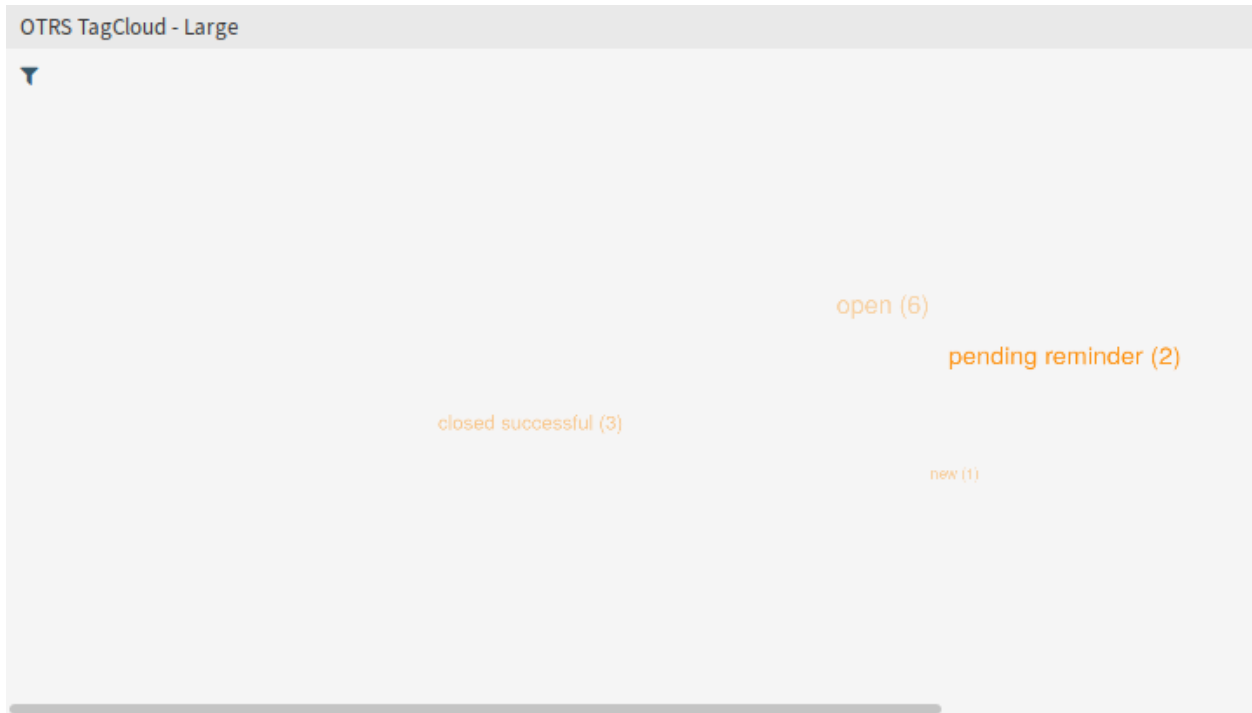 OTRS TagCloud - Large
open (6)
pending reminder (2)
closed successful (3)
new (1)